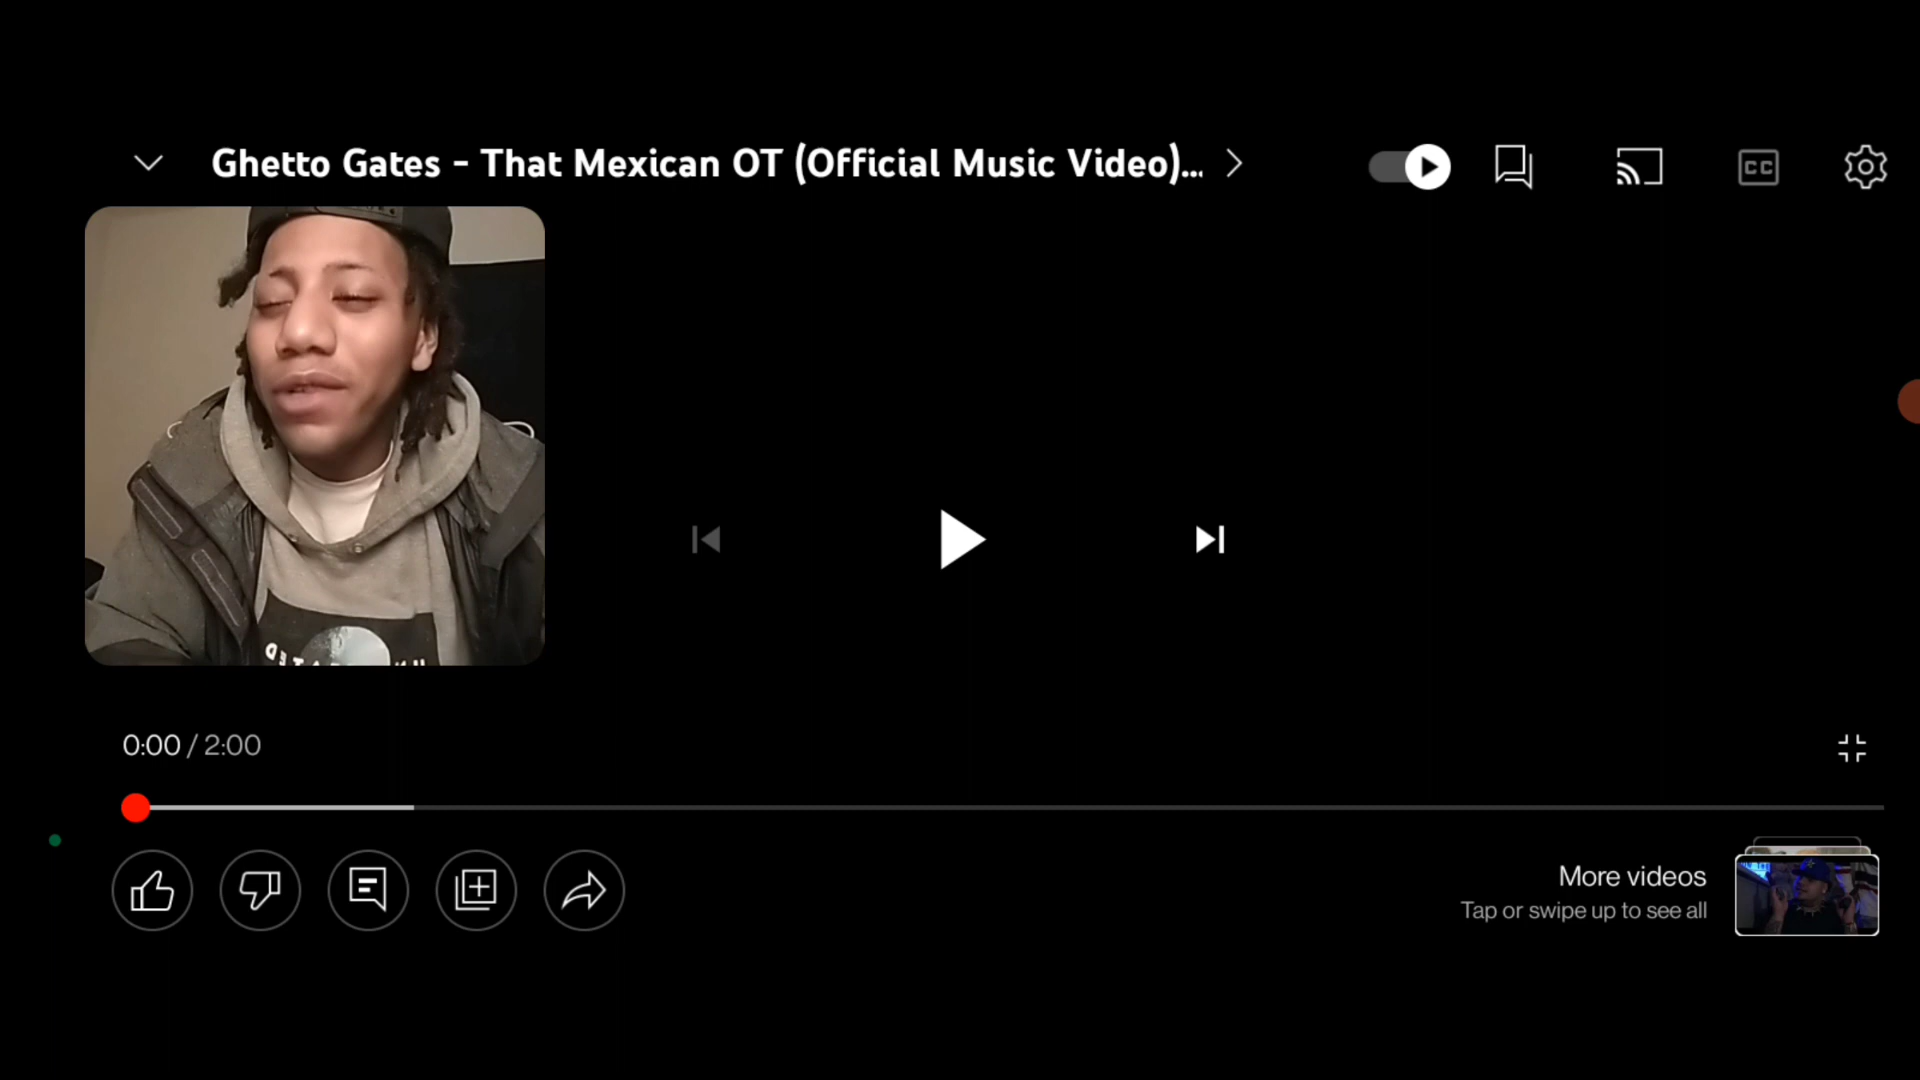 Ghetto Gates - That Mexican OT (Official Music Video)...
CC
0:00 / 2:00
More videos
Tap or swipe up to see all